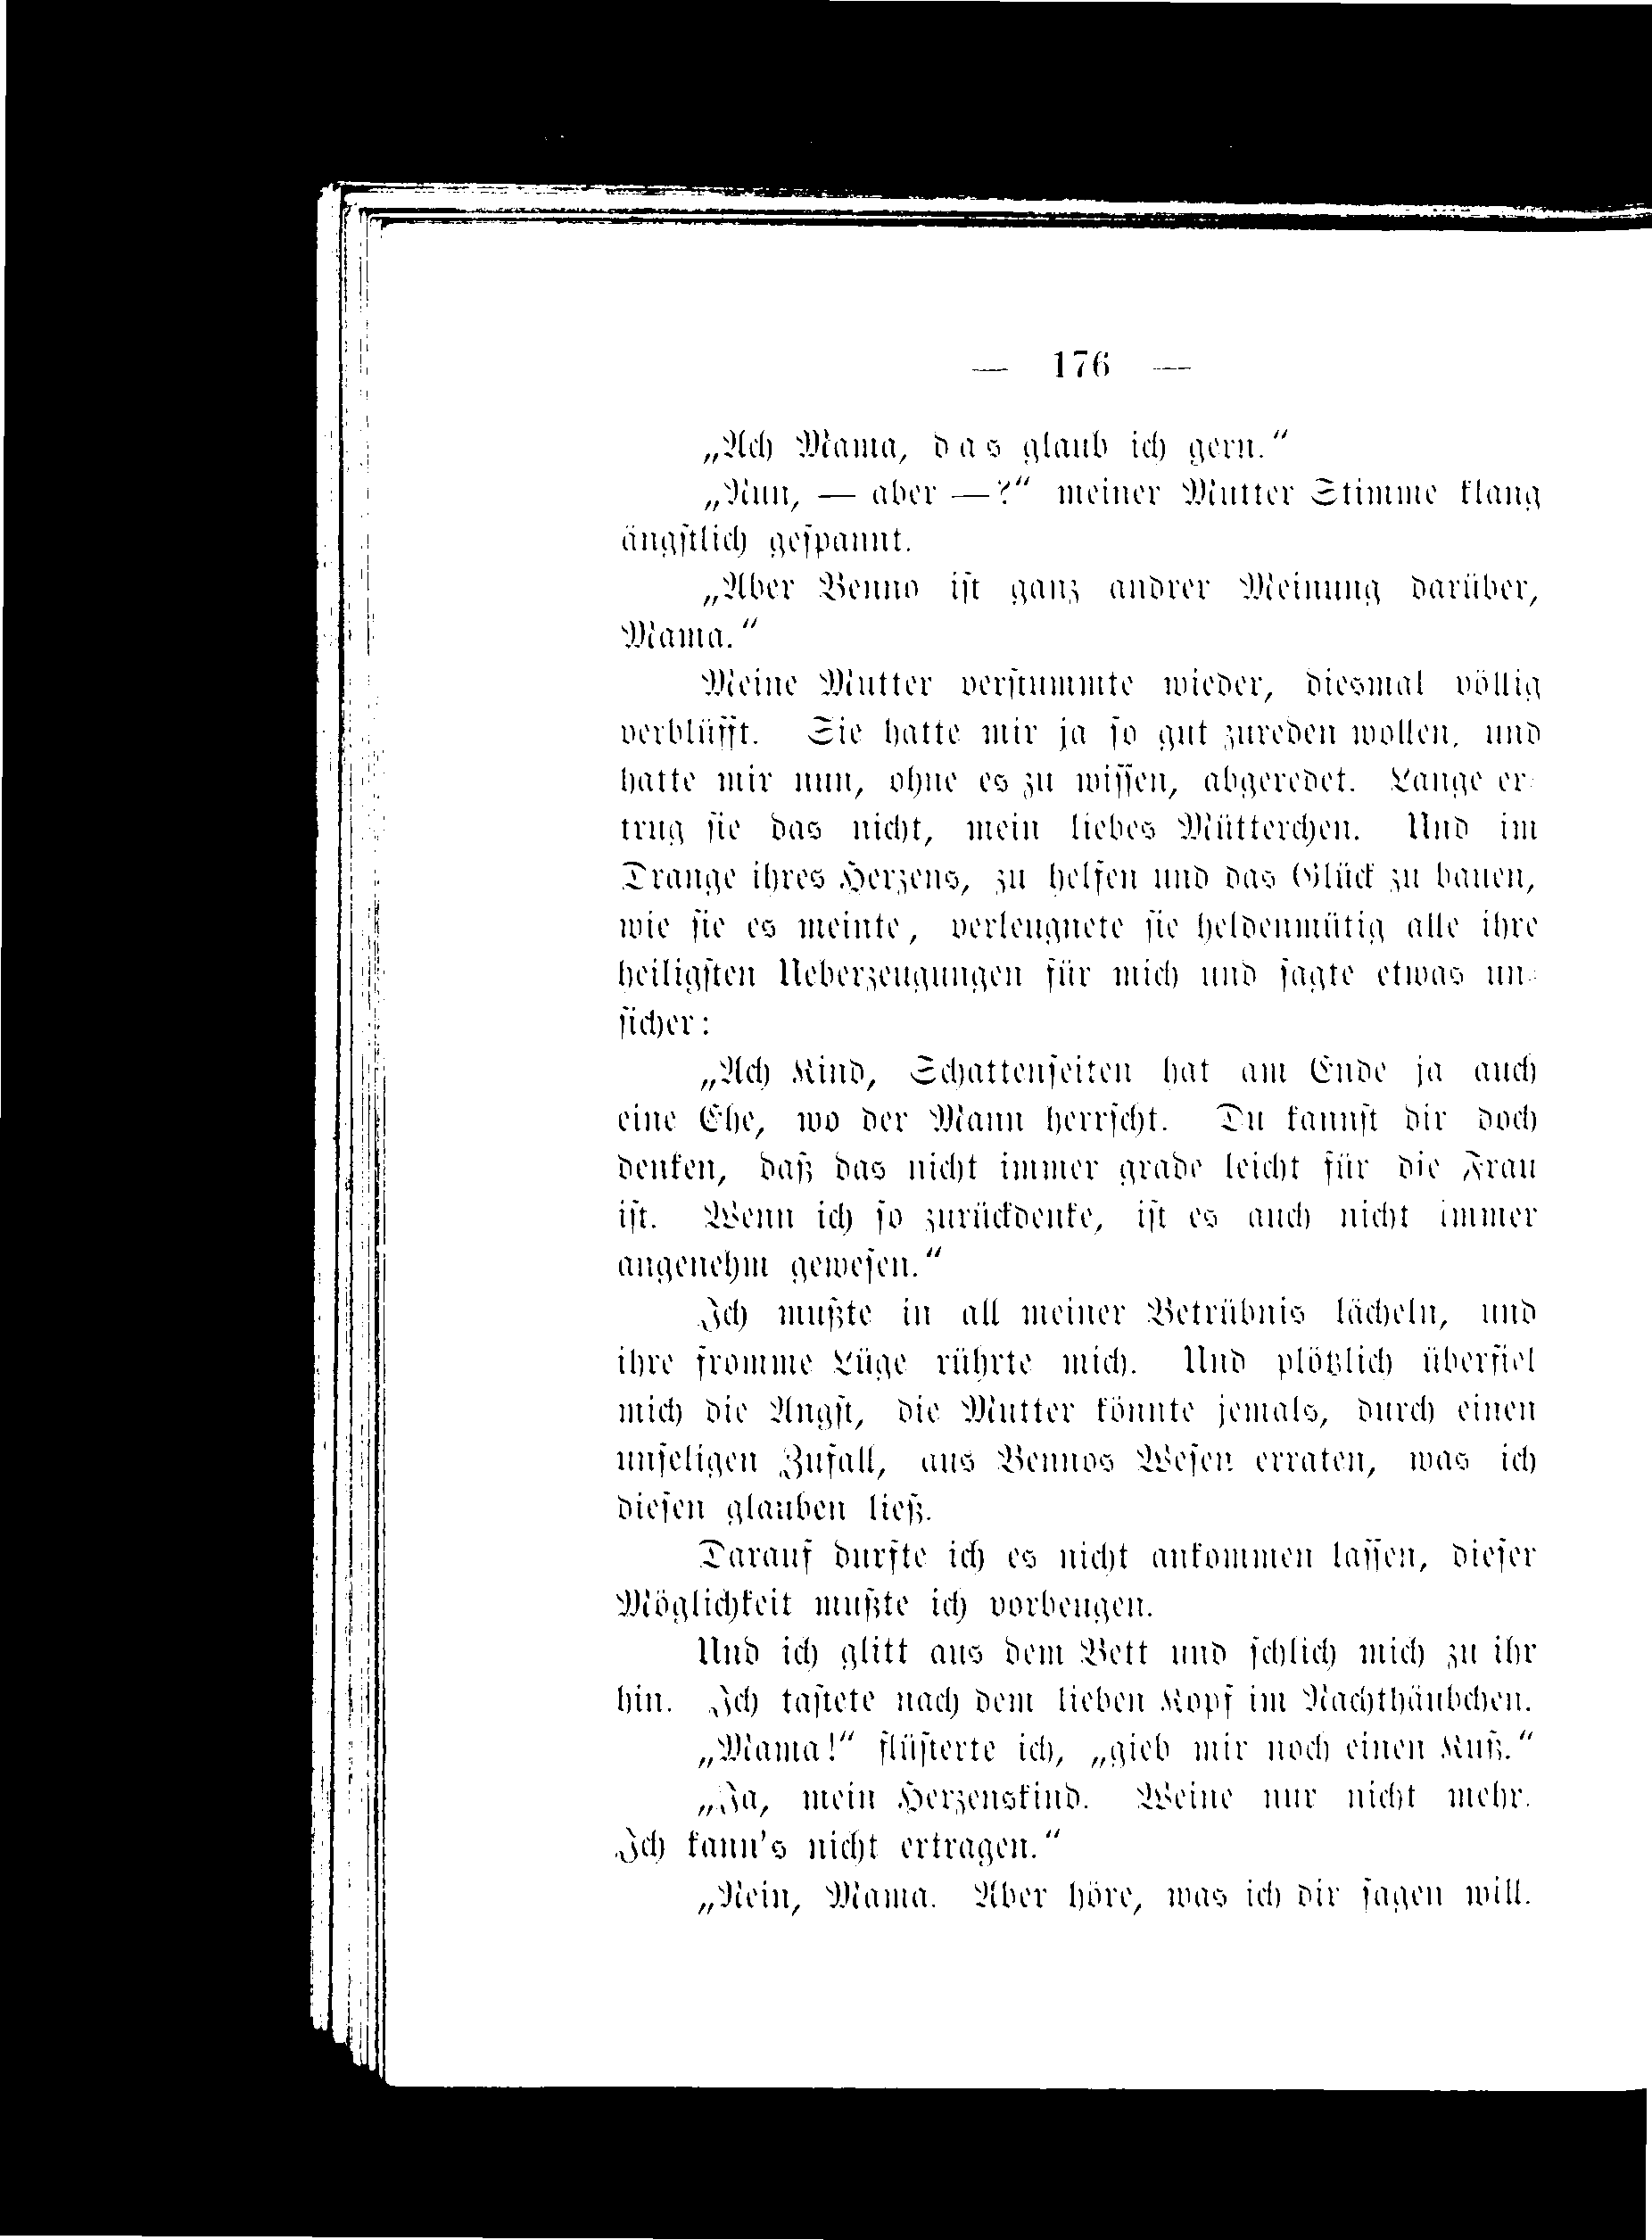 — 176 —
„Ach Mama, das glaub ich gern.“
„Nun, — aber —?“ meiner Mutter Stimme klang
ängſtlich geſpannt.
„Aber Benno iſt ganz andrer Meinung darüber,
Mama.“
Meine Mutter verſtummte wieder, diesmal völlig
verblüfft. Sie hatte mir ja ſo gut zureden wollen, und
hatte mir nun, ohne es zu wiſſen, abgeredet. Lange er-
trug ſie das nicht, mein liebes Mütterchen. Und im
Drange ihres Herzens, zu helfen und das Glück zu bauen,
wie ſie es meinte, verleugnete ſie heldenmütig alle ihre
heiligſten Ueberzeugungen für mich und ſagte etwas un-
ſicher:
„Ach Kind, Schattenſeiten hat am Ende ja auch
eine Ehe, wo der Mann herrſcht. Du kannſt dir doch
denken, daß das nicht immer grade leicht für die Frau
iſt. Wenn ich ſo zurückdenke, iſt es auch nicht immer
angenehm geweſen.“
Ich mußte in all meiner Betrübnis lächeln, und
ihre fromme Lüge rührte mich. Und plötzlich überfiel
mich die Angſt, die Mutter könnte jemals, durch einen
unſeligen Zufall, aus Bennos Weſen erraten, was ich
dieſen glauben ließ.
Darauf durfte ich es nicht ankommen laſſen, dieſer
Möglichkeit mußte ich vorbeugen.
Und ich glitt aus dem Bett und ſchlich mich zu ihr
hin. Ich taſtete nach dem lieben Kopf im Nachthäubchen.
„Mama!“ flüſterte ich, „gieb mir noch einen Kuß.“
„Ja, mein Herzenskind. Weine nur nicht mehr.
Ich kann's nicht ertragen.“
„Nein, Mama. Aber höre, was ich dir ſagen will.